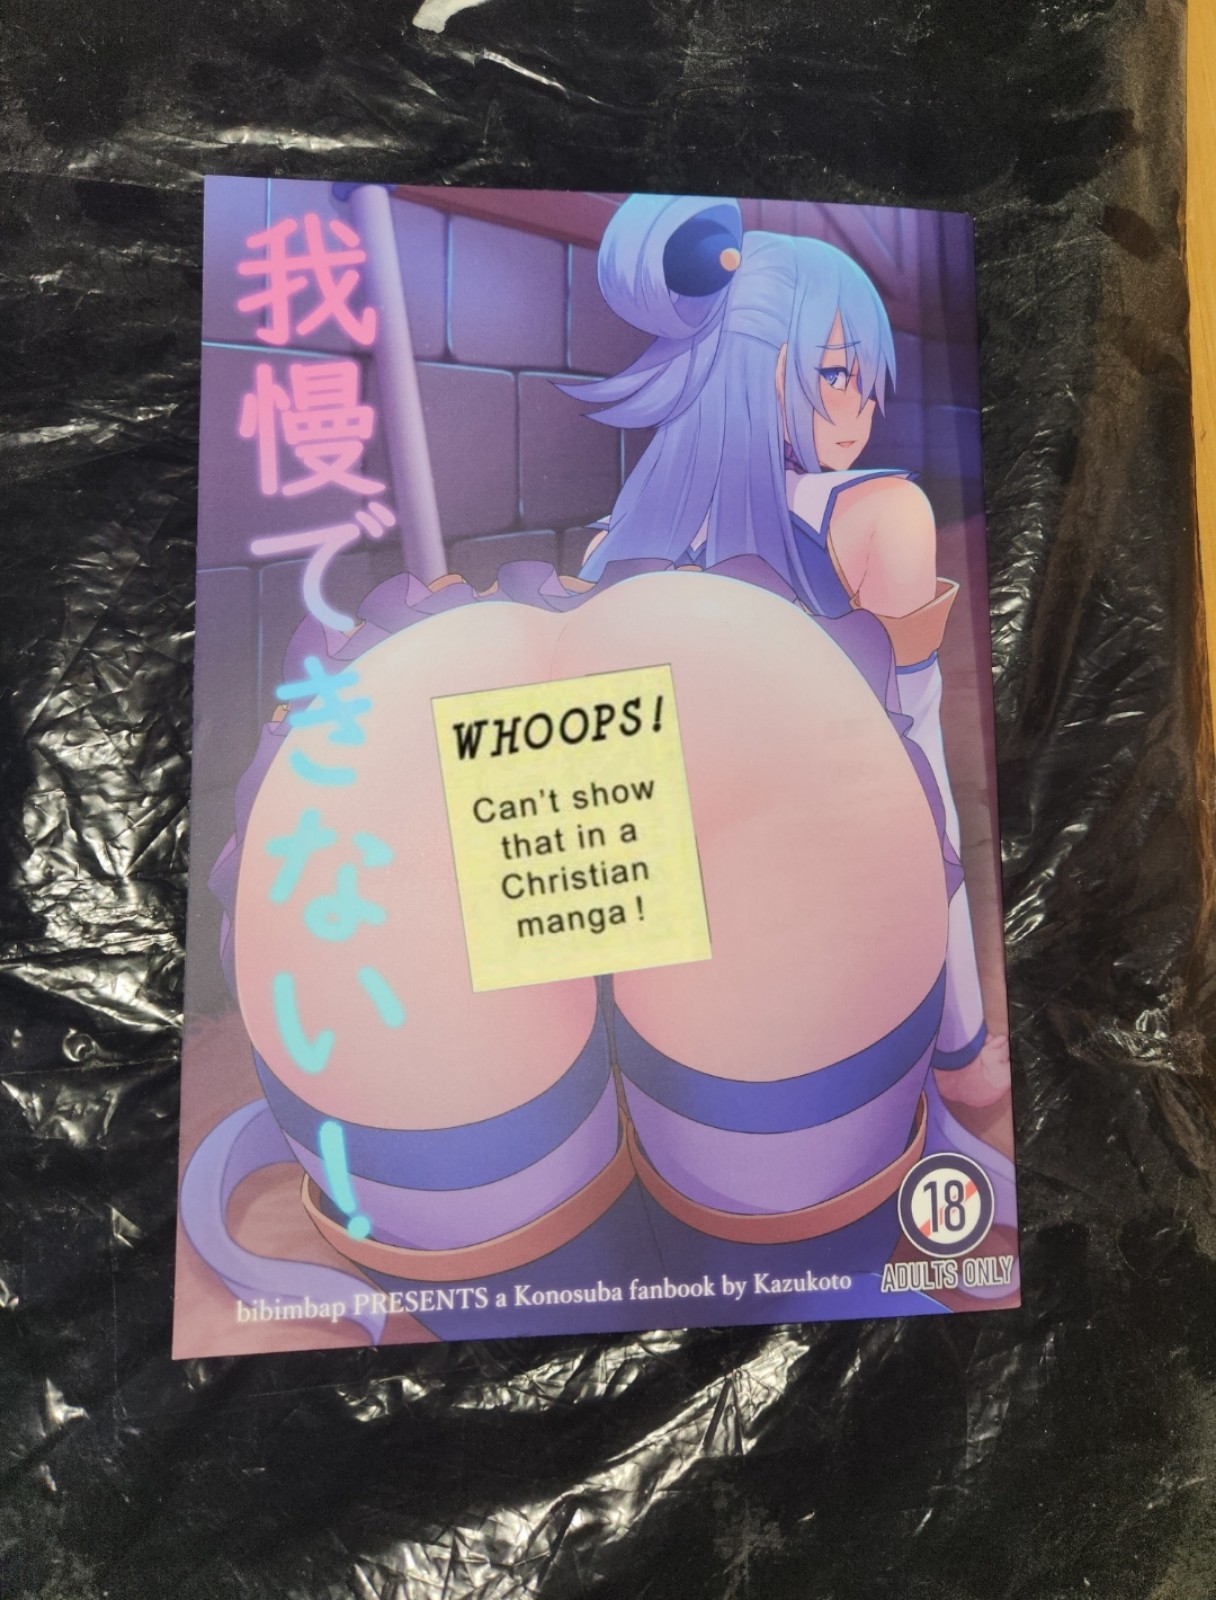 我慢できない!
WHOOPS!
Can't show
that in a
Christian
manga!
18
ADULTS ONLY
bibimbap PRESENTS a Konosuba fanbook by Kazukoto